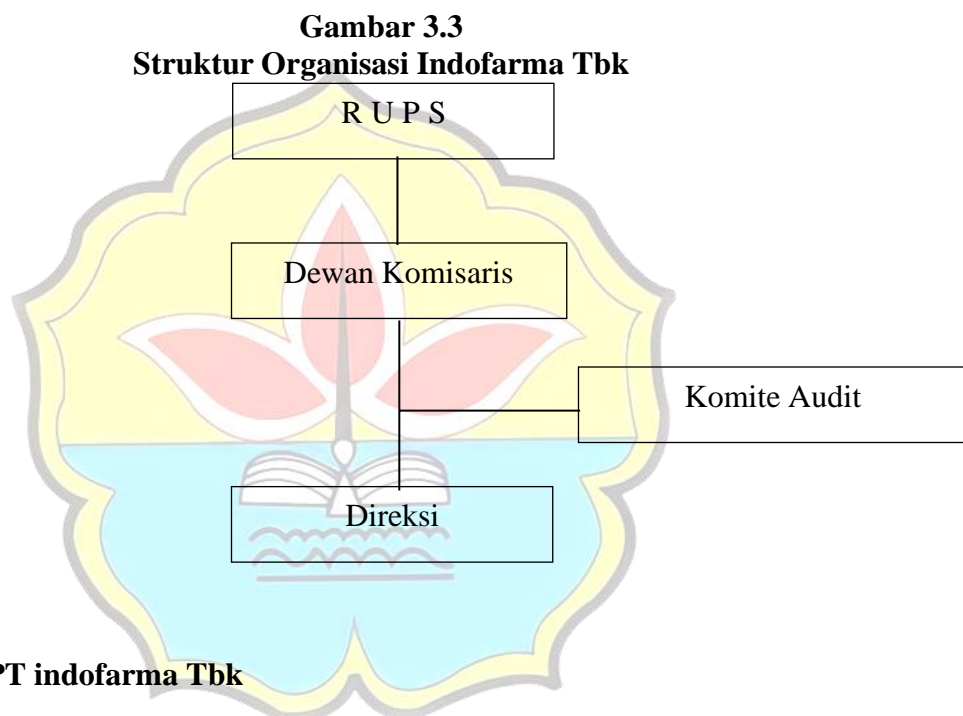 Gambar 3.3
Struktur Organisasi Indofarma Tbk
R U P S
Dewan Komisaris
Komite Audit
Direksi
PT indofarma Tbk